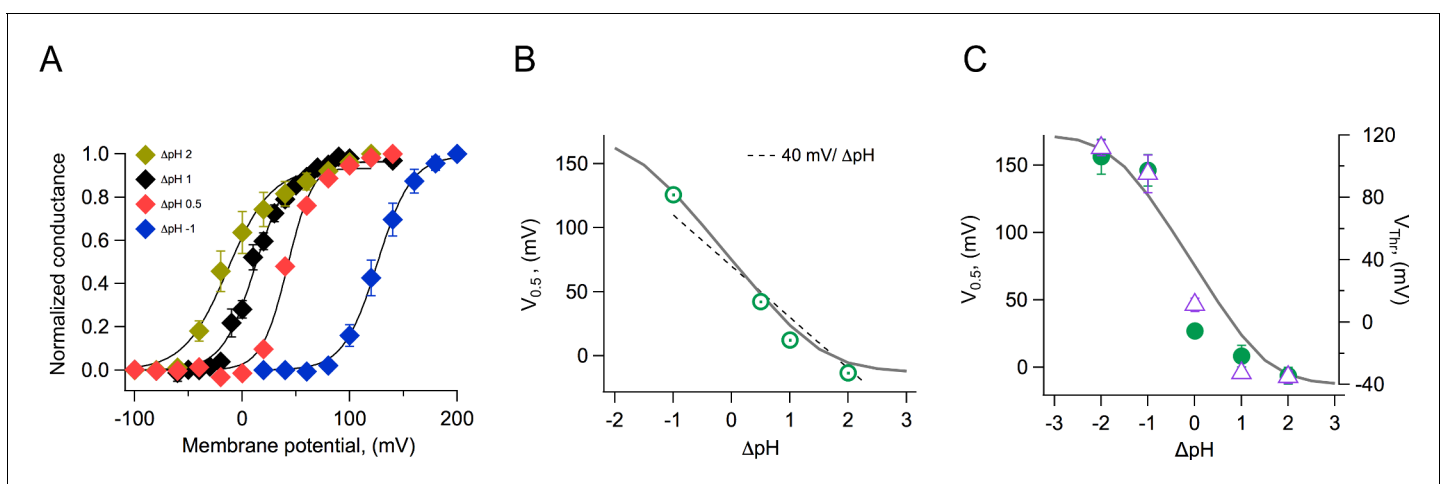 A
B
C
Normalized conductance
1.0
0.8
0.6
0.4
0.2
0.0
ΔpH 2
ΔpH 1
ΔpH 0.5
ΔpH -1
-100
0
100
200
Membrane potential, (mV)
V0.5, (mV)
150
100
50
0
40 mV/ ΔpH
-2
-1
0
1
2
3
ΔpH
V0.5, (mV)
150
100
50
0
120
80
40
0
-40
VThr, (mV)
-3
-2
-1
0
1
2
3
ΔpH